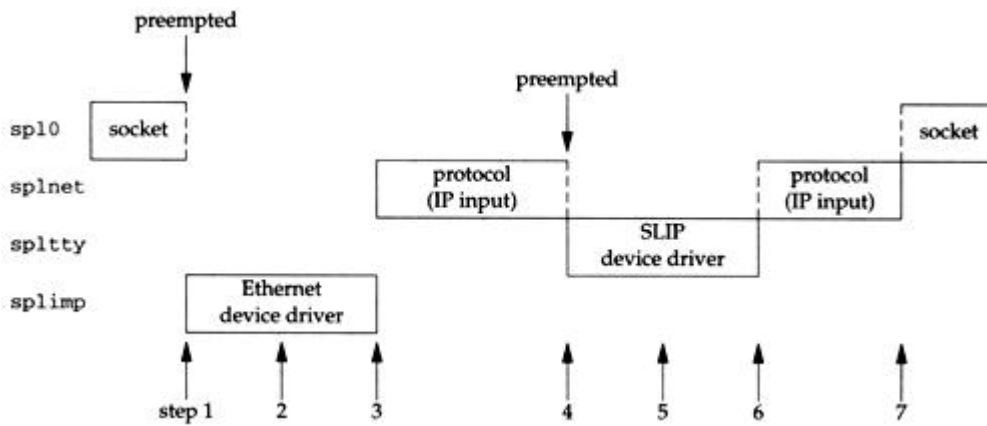 preempted
preempted
spl0
socket
socket
splnet
protocol
(IP input)
protocol
(IP input)
spltty
SLIP
device driver
splimp
Ethernet
device driver
step 1
2
3
4
5
6
7